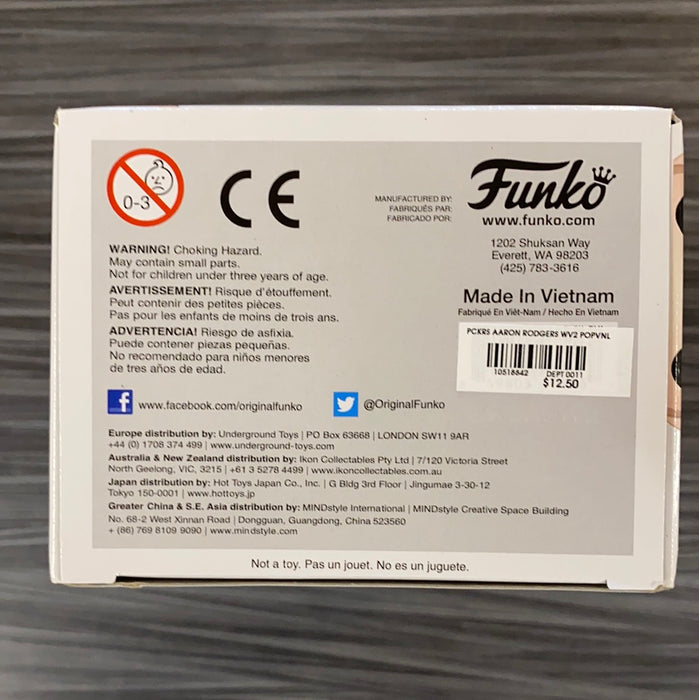 0-3
CE
MANUFACTURED BY:
FABRIQUÉS PAR:
FABRICADO POR:
Funko
www.funko.com
1202 Shuksan Way
Everett, WA 98203
(425) 783-3616
Made In Vietnam
Fabriqué En Viêt-Nam / Hecho En Vietnam
PCKRS AARON RODGERS WV2 POPVNL
10518842 DEPT 0011
$12.50
WARNING! Choking Hazard.
May contain small parts.
Not for children under three years of age.
AVERTISSEMENT! Risque d'étouffement.
Peut contenir des petites pièces.
Pas pour les enfants de moins de trois ans.
ADVERTENCIA! Riesgo de asfixia.
Puede contener piezas pequeñas.
No recomendado para niños menores
de tres años de edad.
f www.facebook.com/originalfunko
@OriginalFunko
Europe distribution by: Underground Toys | PO Box 63668 | LONDON SW11 9AR
+44 (0) 1708 374 499 | www.underground-toys.com
Australia & New Zealand distribution by: Ikon Collectables Pty Ltd | 7/120 Victoria Street
North Geelong, VIC, 3215 | +61 3 5278 4499 | www.ikoncollectables.com.au
Japan distribution by: Hot Toys Japan Co., Inc. | G Bldg 3rd Floor | Jingumae 3-30-12
Tokyo 150-0001 | www.hottoys.jp
Greater China & S.E. Asia distribution by: MINDstyle International | MINDstyle Creative Space Building
No. 68-2 West Xinnan Road | Dongguan, Guangdong, China 523560
+ (86) 769 8109 9090 | www.mindstyle.com
Not a toy. Pas un jouet. No es un juguete.